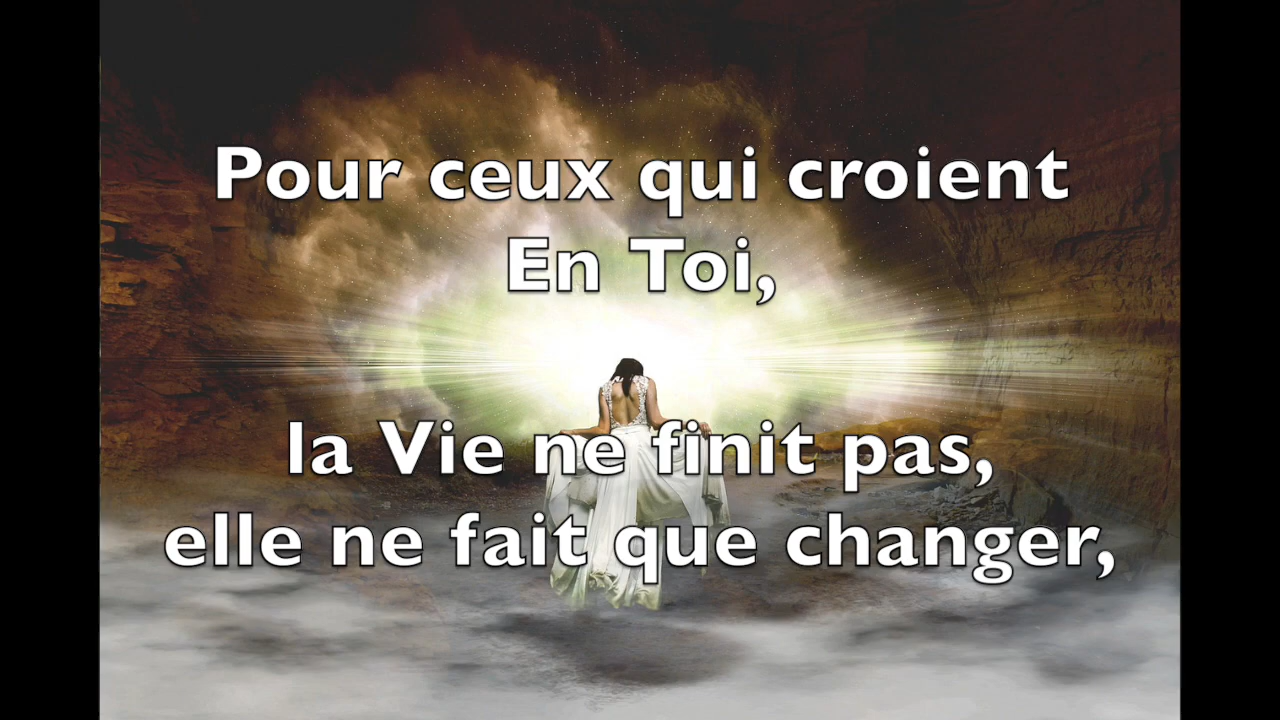 Pour ceux qui croient
En Toi,
la Vie ne finit pas,
elle ne fait que changer,